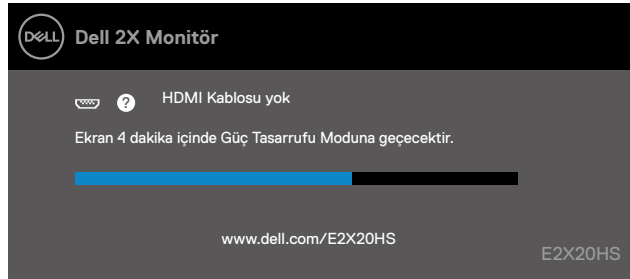 DELL Dell 2X Monitör
? HDMI Kablosu yok
Ekran 4 dakika içinde Güç Tasarrufu Moduna geçecektir.
www.dell.com/E2X20HS
E2X20HS